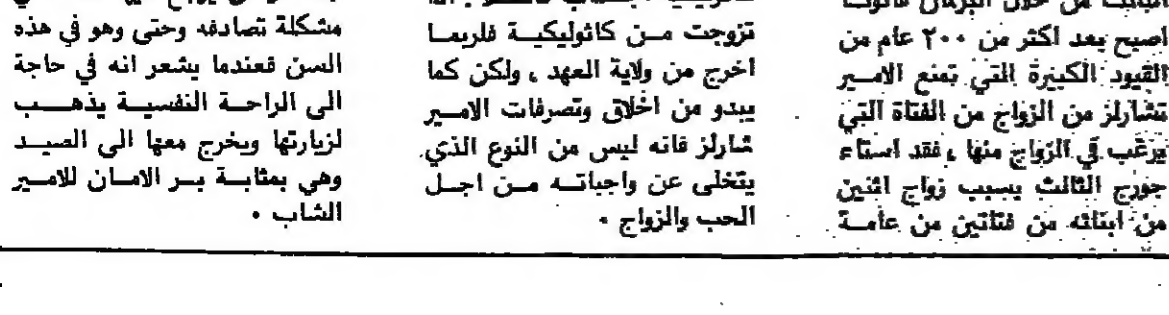 من خلال البرلمان قانونا
اصبح بعد اكثر من ٢٠٠ عام من
القيود الكبيرة التي تمنع الامير
تشارلز من الزواج من الفتاة التي
يرغب في الزواج منها ، فقد استاء
جورج الثالث بسبب زواج اثنين
من ابنائه من فتاتين من عامة
تزوجت من كاثوليكية فلربما
اخرج من ولاية العهد ، ولكن كما
يبدو من اخلاق وتصرفات الامير
شارلز فانه ليس من النوع الذي
يتخلى عن واجباته من اجل
الحب والزواج .
مشكلة تصادفه وحتى وهو في هذه
السن فعندما يشعر انه في حاجة
الى الراحة النفسية يذهب
لزيارتها ويخرج معها الى الصيد
وهي بمثابة بر الامان للامير
الشاب .